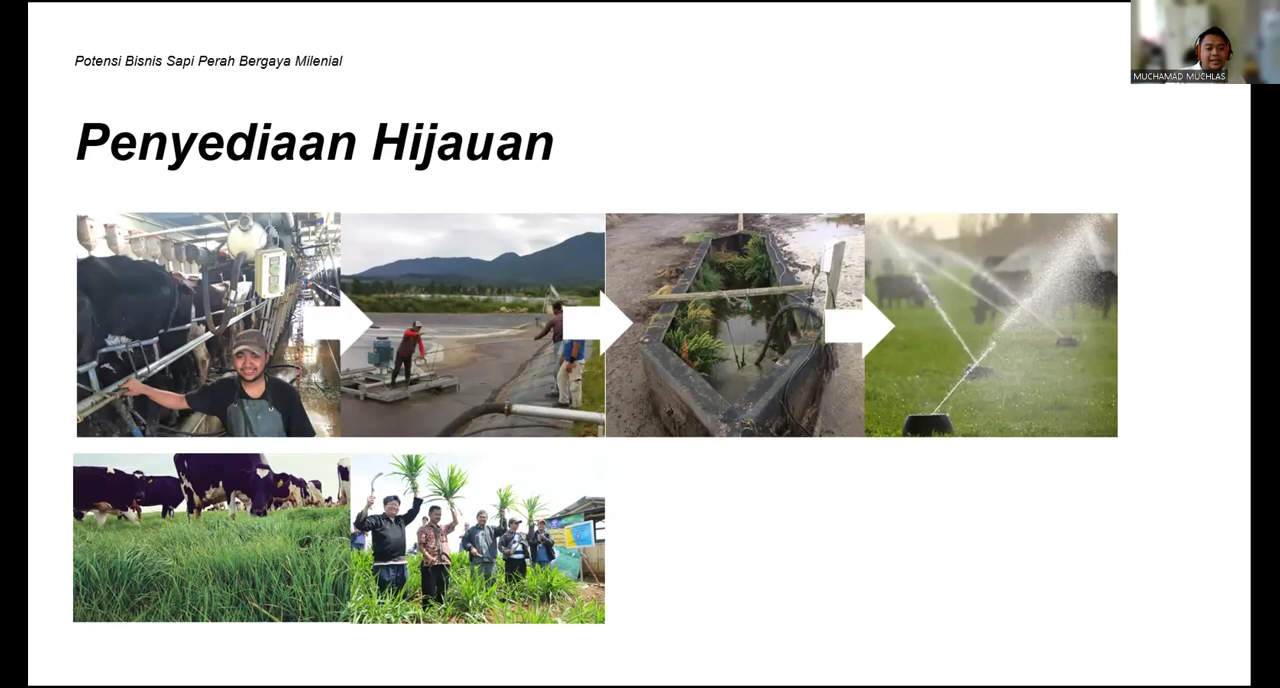 Potensi Bisnis Sapi Perah Bergaya Milenial
MUCHAMAD MUCHLAS
Penyediaan Hijauan